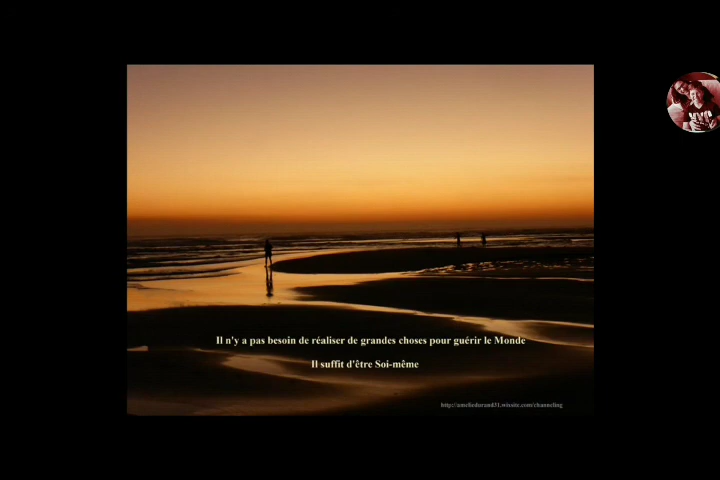 Il n'y a pas besoin de réaliser de grandes choses pour guérir le Monde
Il suffit d'être Soi-même